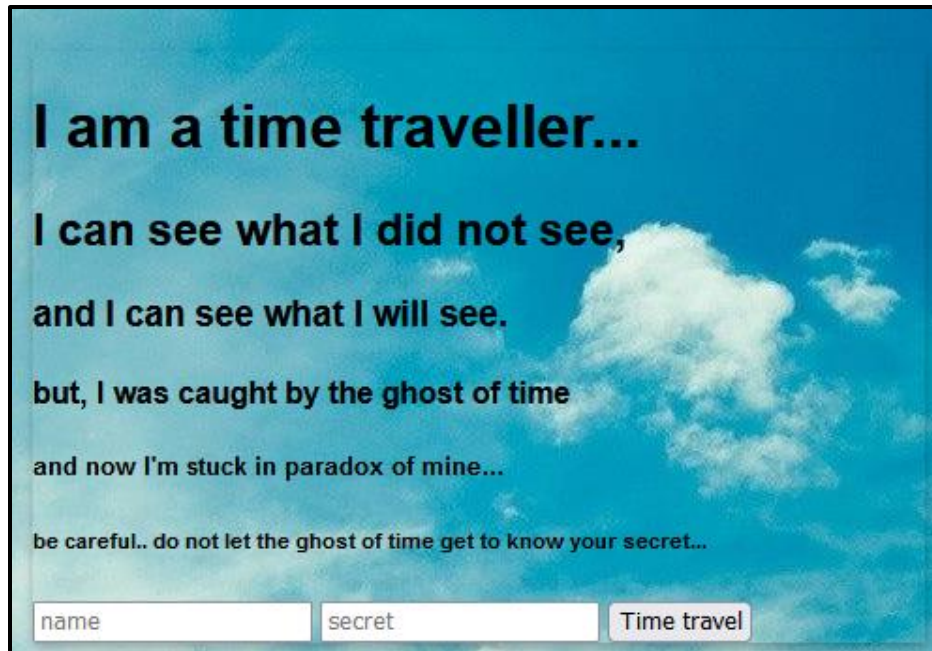 I am a time traveller...
I can see what I did not see,
and I can see what I will see.
but, I was caught by the ghost of time
and now I'm stuck in paradox of mine...
be careful.. do not let the ghost of time get to know your secret...
name secret Time travel